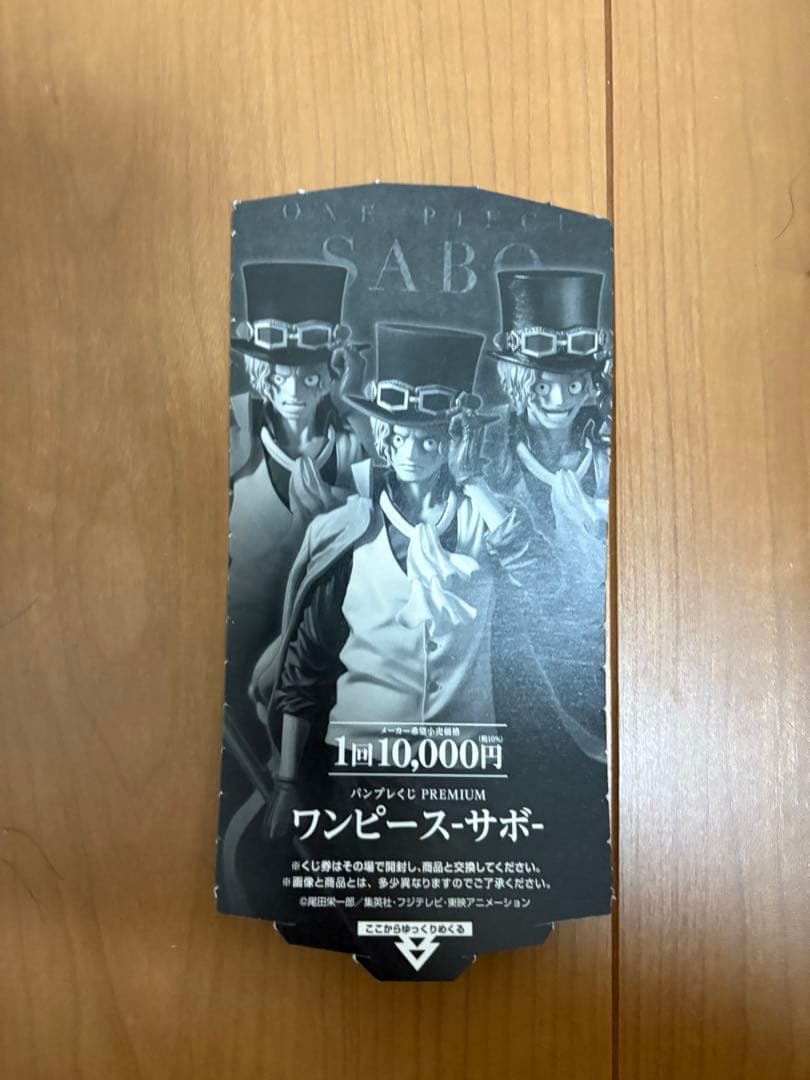 ONE PIECE
SABO
メーカー希望小売価格
1回10,000円
(税10%)
バンプレくじ PREMIUM
ワンピース-サボ-
※くじ券はその場で開封し、商品と交換してください。
※画像と商品とは、多少異なりますのでご了承ください。
©尾田栄一郎／集英社・フジテレビ・東映アニメーション
ここからゆっくりめくる